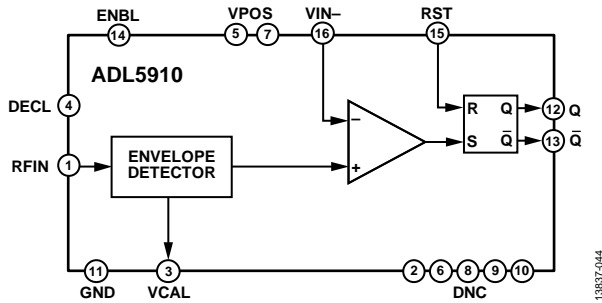 ENBL VPOS VIN– RST
14 5 7 16 15
ADL5910
DECL 4
R Q 12 Q
S Q̅ 13 Q̅
RFIN 1
ENVELOPE
DETECTOR
–
+
11 3 2 6 8 9 10
GND VCAL DNC
13837-044